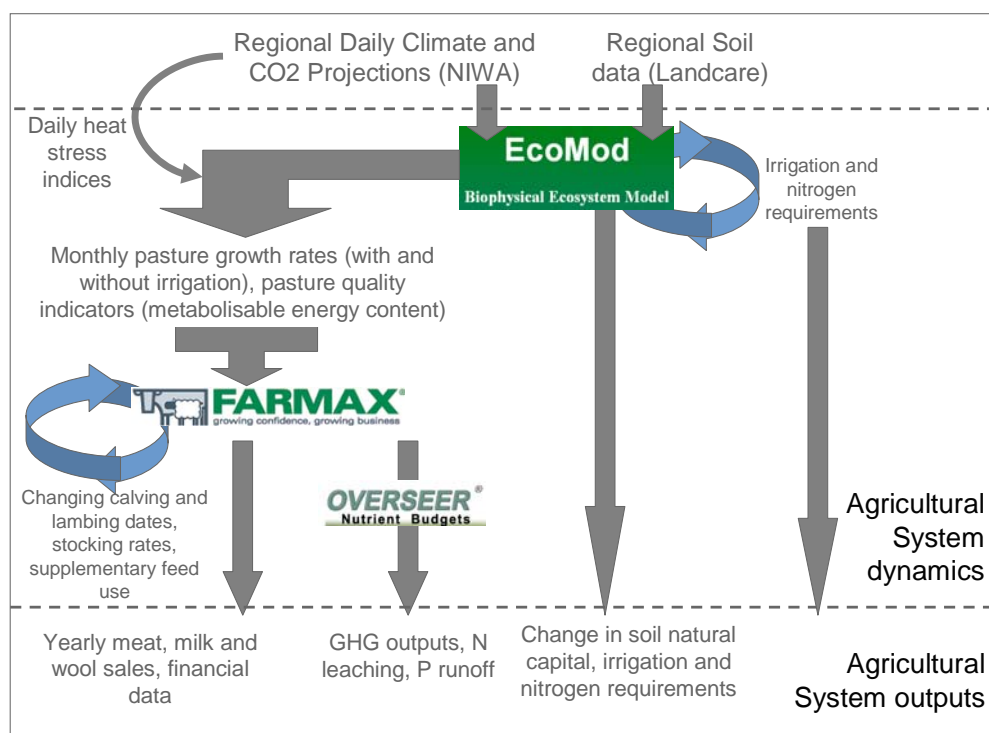 Regional Daily Climate and
CO2 Projections (NIWA)
Regional Soil
data (Landcare)
Daily heat
stress
indices
EcoMod
Biophysical Ecosystem Model
Irrigation and
nitrogen
requirements
Monthly pasture growth rates (with and
without irrigation), pasture quality
indicators (metabolisable energy content)
FARMAX®
growing confidence, growing business
Changing calving and
lambing dates,
stocking rates,
supplementary feed
use
OVERSEER®
Nutrient Budgets
Agricultural
System
dynamics
Yearly meat, milk and
wool sales, financial
data
GHG outputs, N
leaching, P runoff
Change in soil natural
capital, irrigation and
nitrogen requirements
Agricultural
System outputs